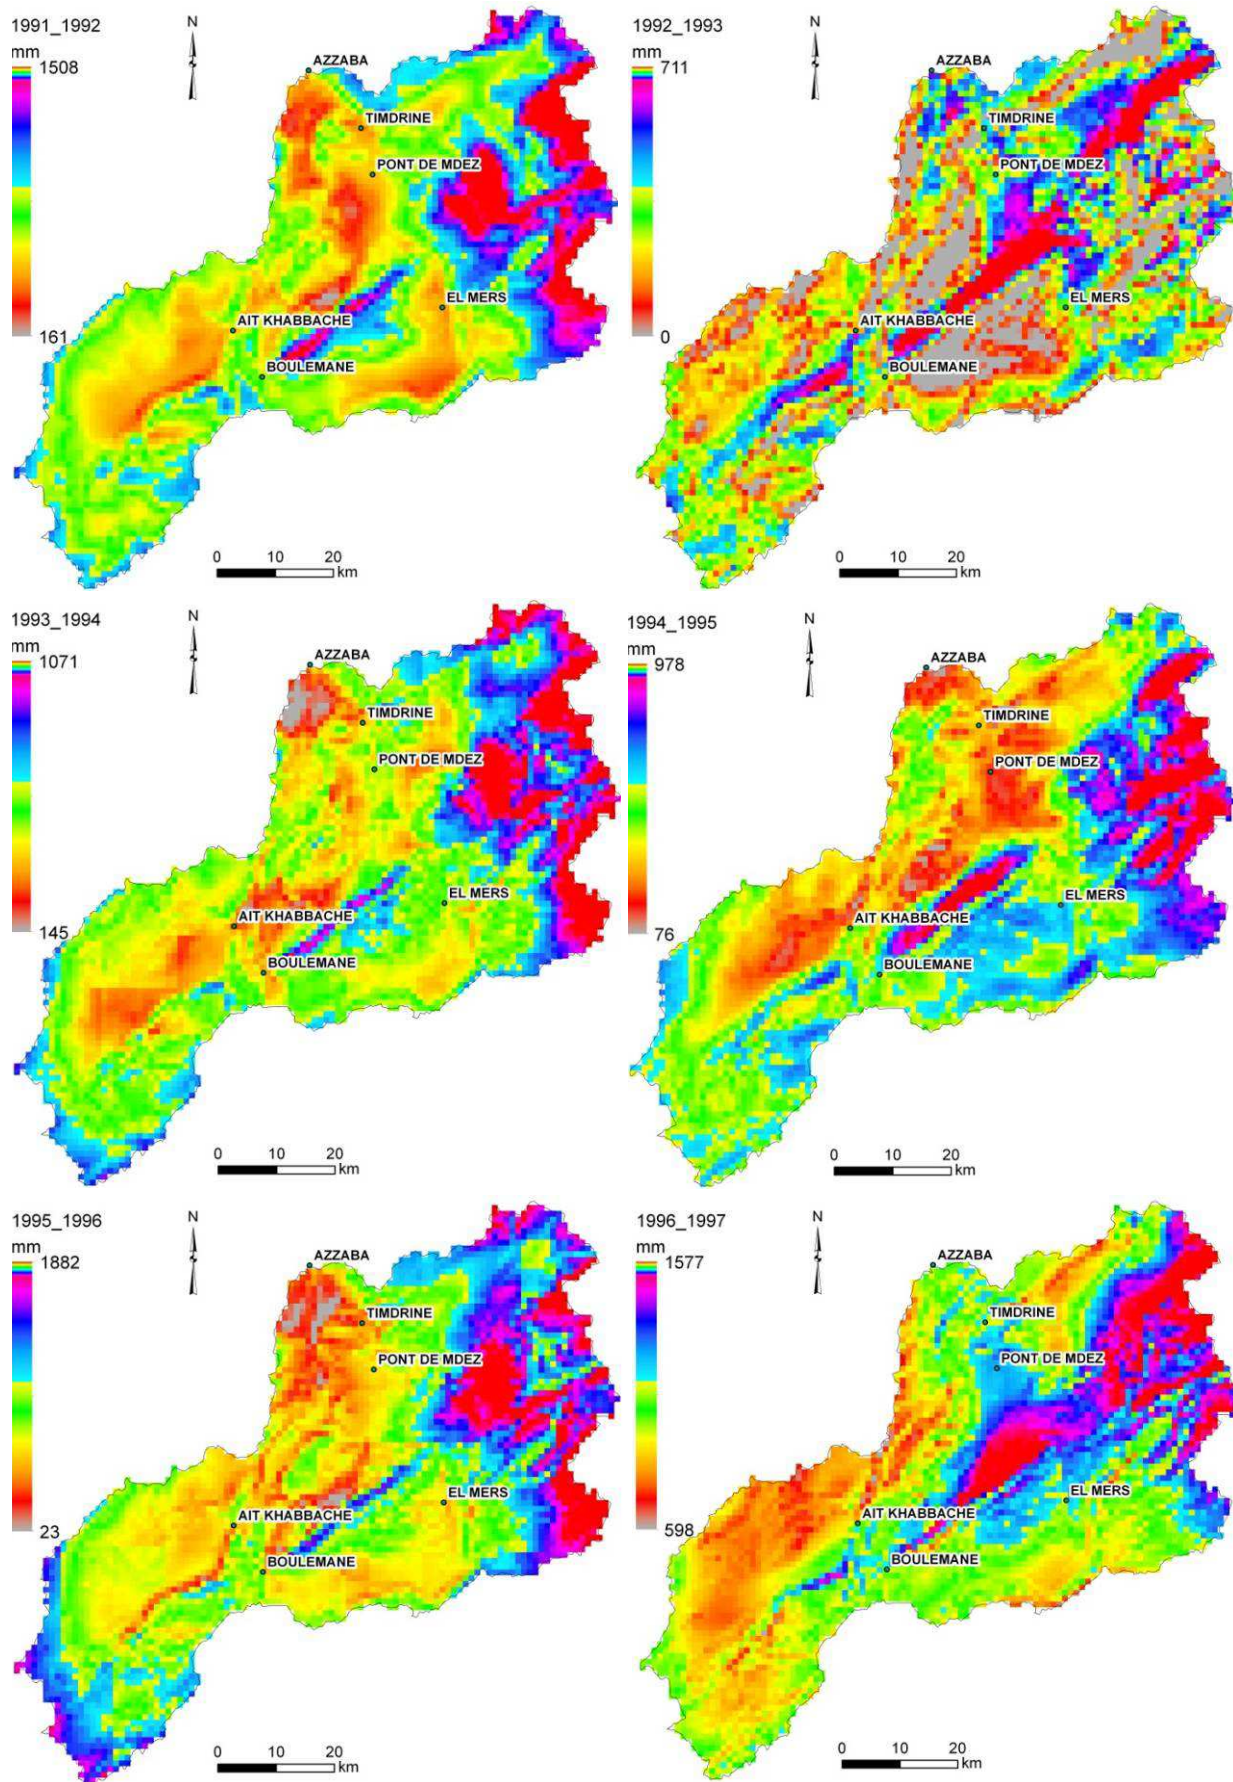 1991_1992
mm
1508
161
N
AZZABA
TIMDRINE
PONT DE MDEZ
EL MERS
AIT KHABBACHE
BOULEMANE
0 10 20
km
1992_1993
mm
711
0
N
AZZABA
TIMDRINE
PONT DE MDEZ
EL MERS
AIT KHABBACHE
BOULEMANE
0 10 20
km
1993_1994
mm
1071
145
N
AZZABA
TIMDRINE
PONT DE MDEZ
EL MERS
AIT KHABBACHE
BOULEMANE
0 10 20
km
1994_1995
mm
978
76
N
AZZABA
TIMDRINE
PONT DE MDEZ
EL MERS
AIT KHABBACHE
BOULEMANE
0 10 20
km
1995_1996
mm
1882
23
N
AZZABA
TIMDRINE
PONT DE MDEZ
EL MERS
AIT KHABBACHE
BOULEMANE
0 10 20
km
1996_1997
mm
1577
598
N
AZZABA
TIMDRINE
PONT DE MDEZ
EL MERS
AIT KHABBACHE
BOULEMANE
0 10 20
km